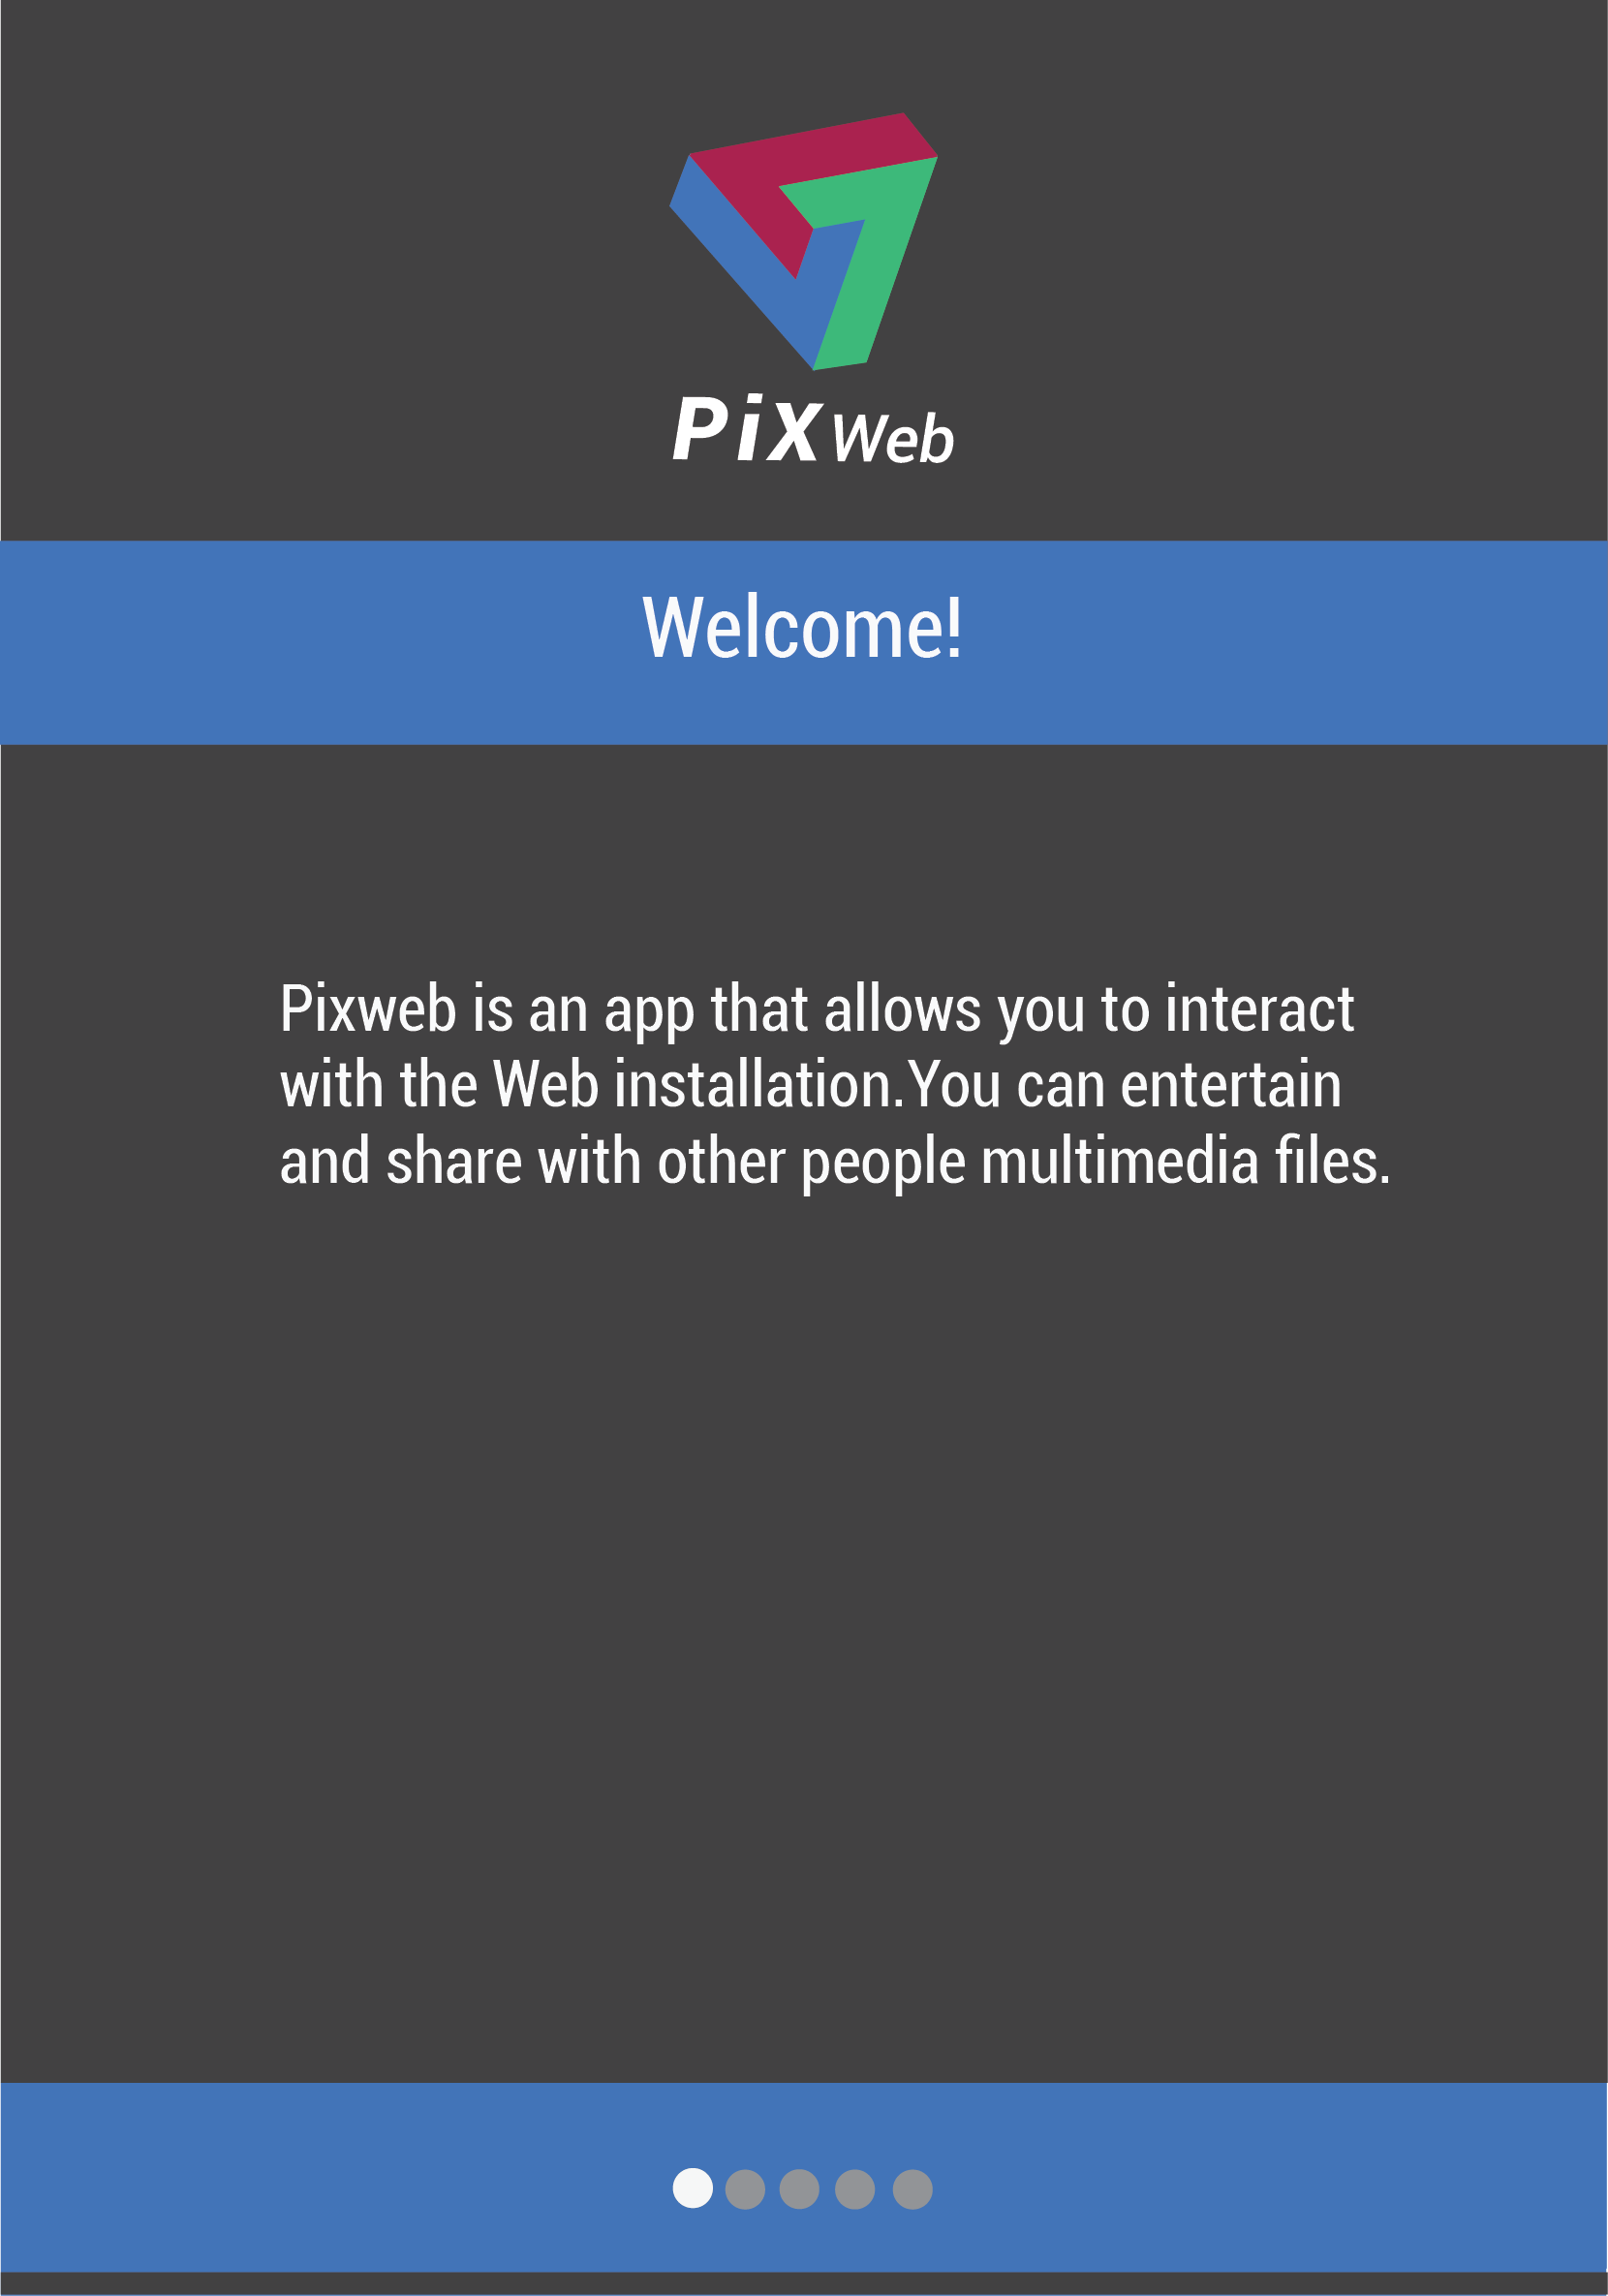 PiXWeb
Welcome!
Pixweb is an app that allows you to interact
with the Web installation.You can entertain
and share with other people multimedia files.